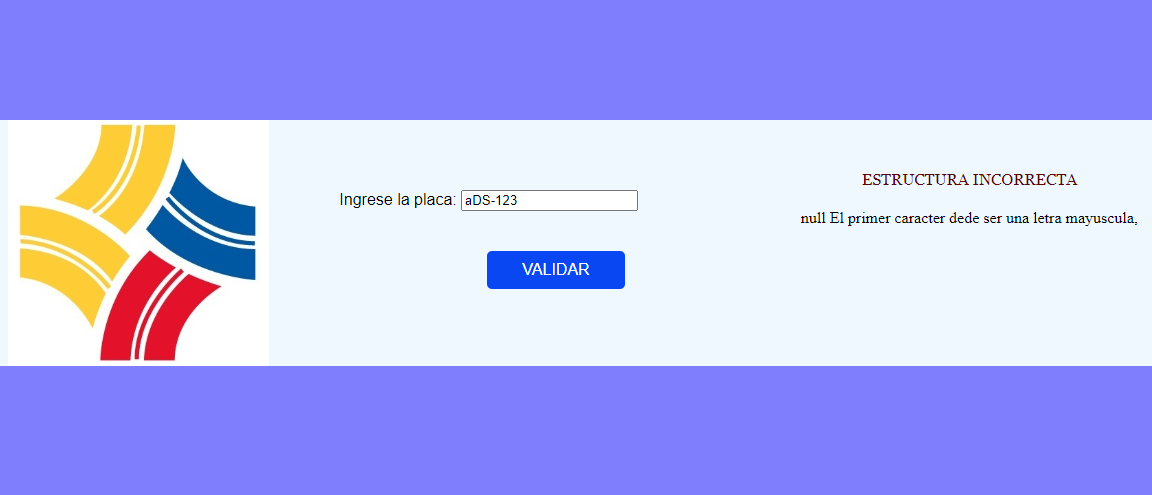 Ingrese la placa: aDS-123
VALIDAR
ESTRUCTURA INCORRECTA
null El primer caracter dede ser una letra mayuscula,